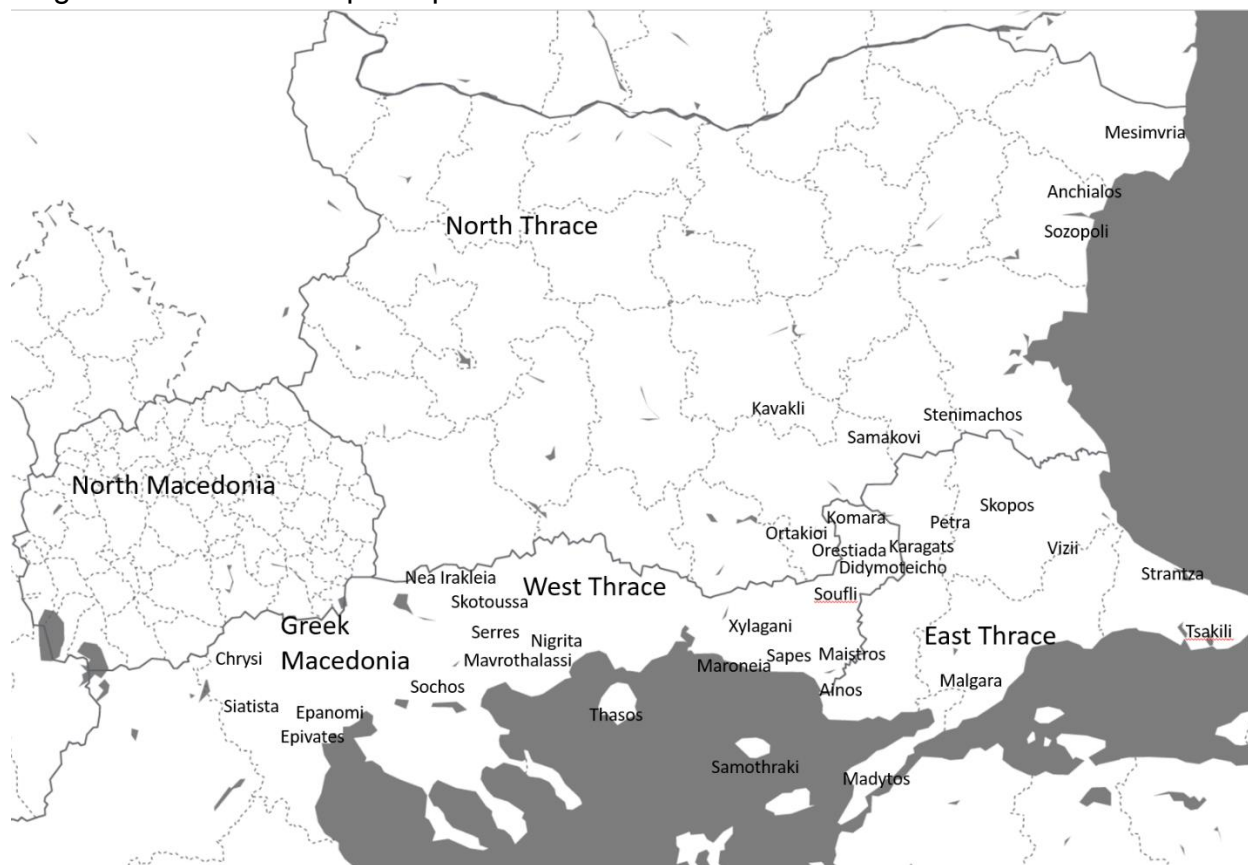 Mesimvria
Anchialos
North Thrace
Sozopoli
Kavakli
Stenimachos
Samakovi
North Macedonia
Skopos
Komara
Petra
Ortakioi
Orestiada
Karagats
Vizii
Didymoteicho
Strantza
Nea Irakleia
West Thrace
Soufli
Skotoussa
Greek
Macedonia
Xylagani
Serres
Nigrita
East Thrace
Tsakili
Chrysi
Mavrothalassi
Maroneia
Sapes
Maistros
Sochos
Ainos
Malgara
Siatista
Epanomi
Thasos
Epivates
Samothraki
Madytos